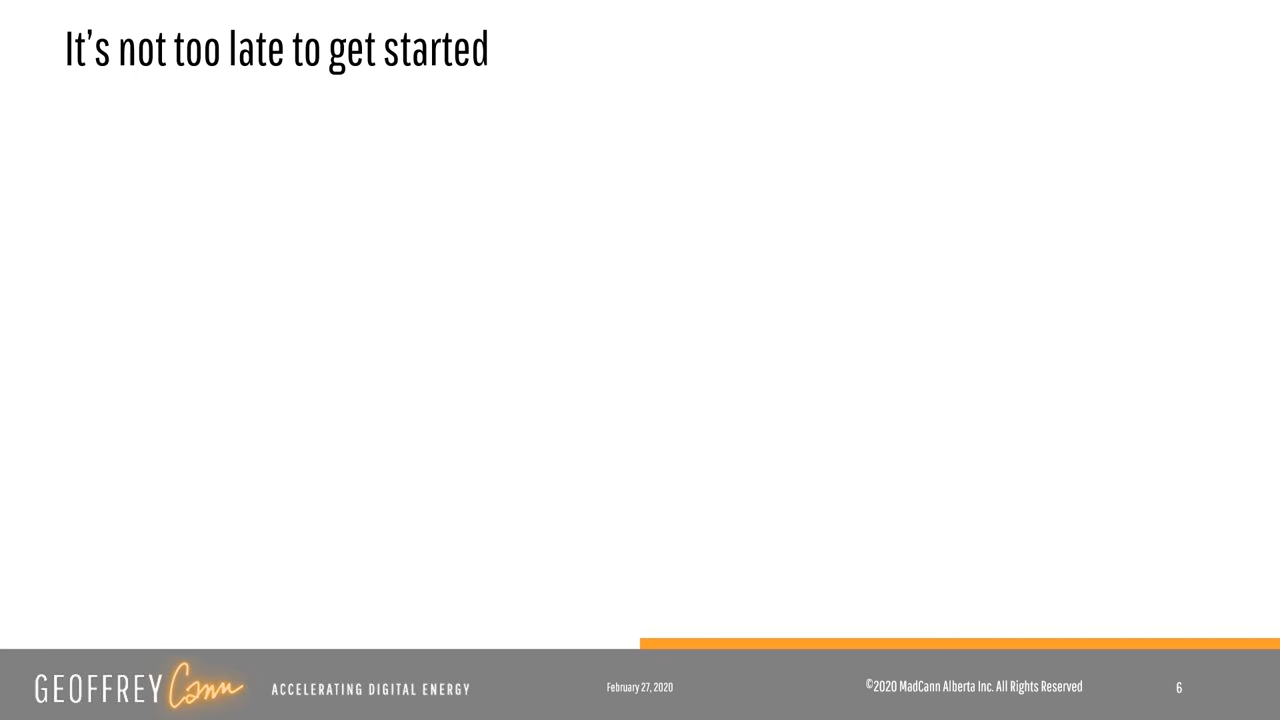 It's not too late to get started
GEOFFREY Cann ACCELERATING DIGITAL ENERGY
February 27, 2020
©2020 MadCann Alberta Inc. All Rights Reserved
6